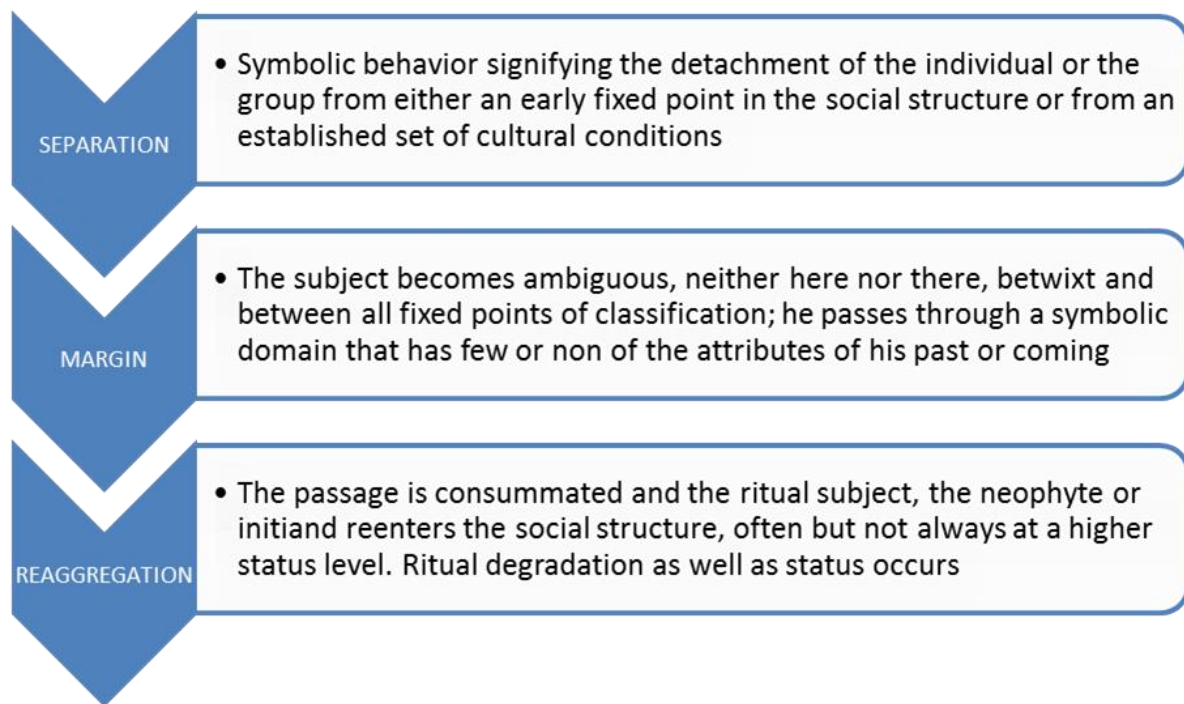 SEPARATION
• Symbolic behavior signifying the detachment of the individual or the
group from either an early fixed point in the social structure or from an
established set of cultural conditions
MARGIN
• The subject becomes ambiguous, neither here nor there, betwixt and
between all fixed points of classification; he passes through a symbolic
domain that has few or non of the attributes of his past or coming
REAGGREGATION
• The passage is consummated and the ritual subject, the neophyte or
initiand reenters the social structure, often but not always at a higher
status level. Ritual degradation as well as status occurs